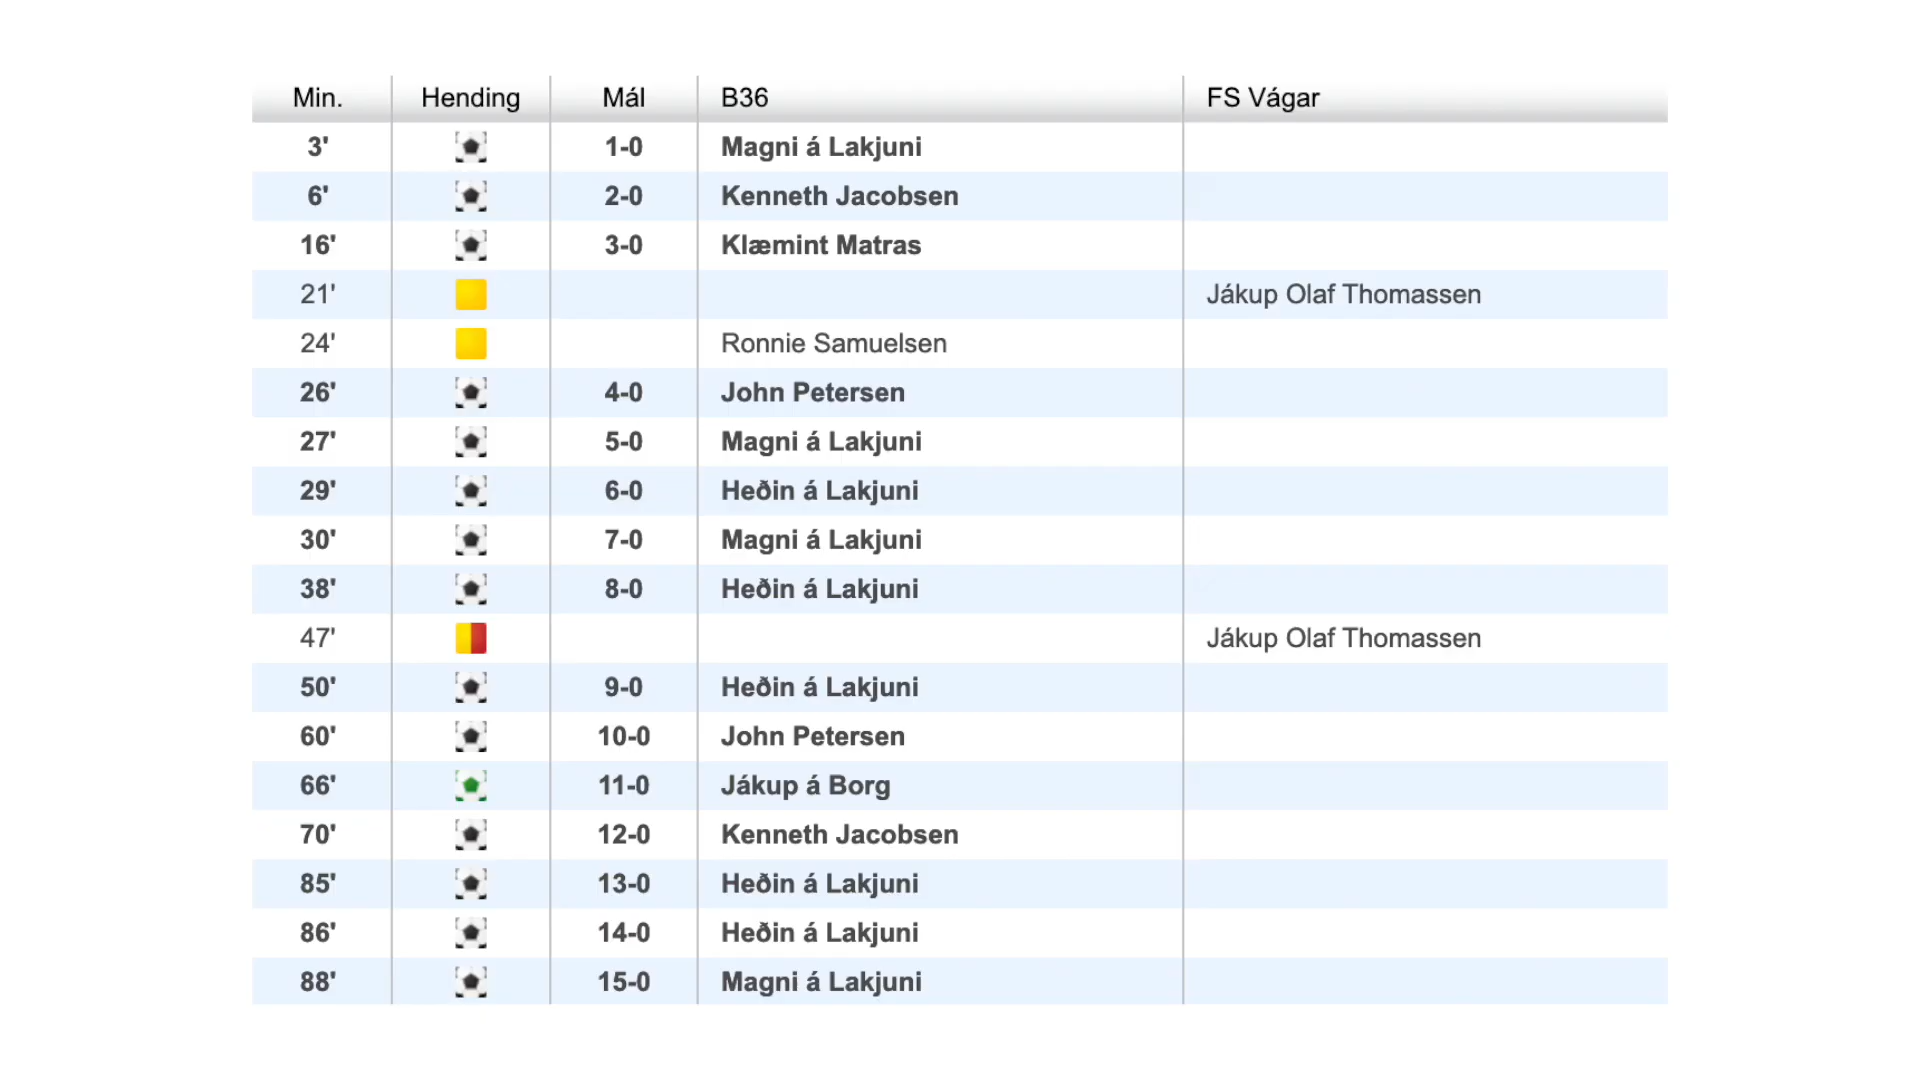 Min. Hending Mál B36 FS Vágar
3' 1-0 Magni á Lakjuni
6' 2-0 Kenneth Jacobsen
16' 3-0 Klæmint Matras
21' Jákup Olaf Thomassen
24' Ronnie Samuelsen
26' 4-0 John Petersen
27' 5-0 Magni á Lakjuni
29' 6-0 Heðin á Lakjuni
30' 7-0 Magni á Lakjuni
38' 8-0 Heðin á Lakjuni
47' Jákup Olaf Thomassen
50' 9-0 Heðin á Lakjuni
60' 10-0 John Petersen
66' 11-0 Jákup á Borg
70' 12-0 Kenneth Jacobsen
85' 13-0 Heðin á Lakjuni
86' 14-0 Heðin á Lakjuni
88' 15-0 Magni á Lakjuni